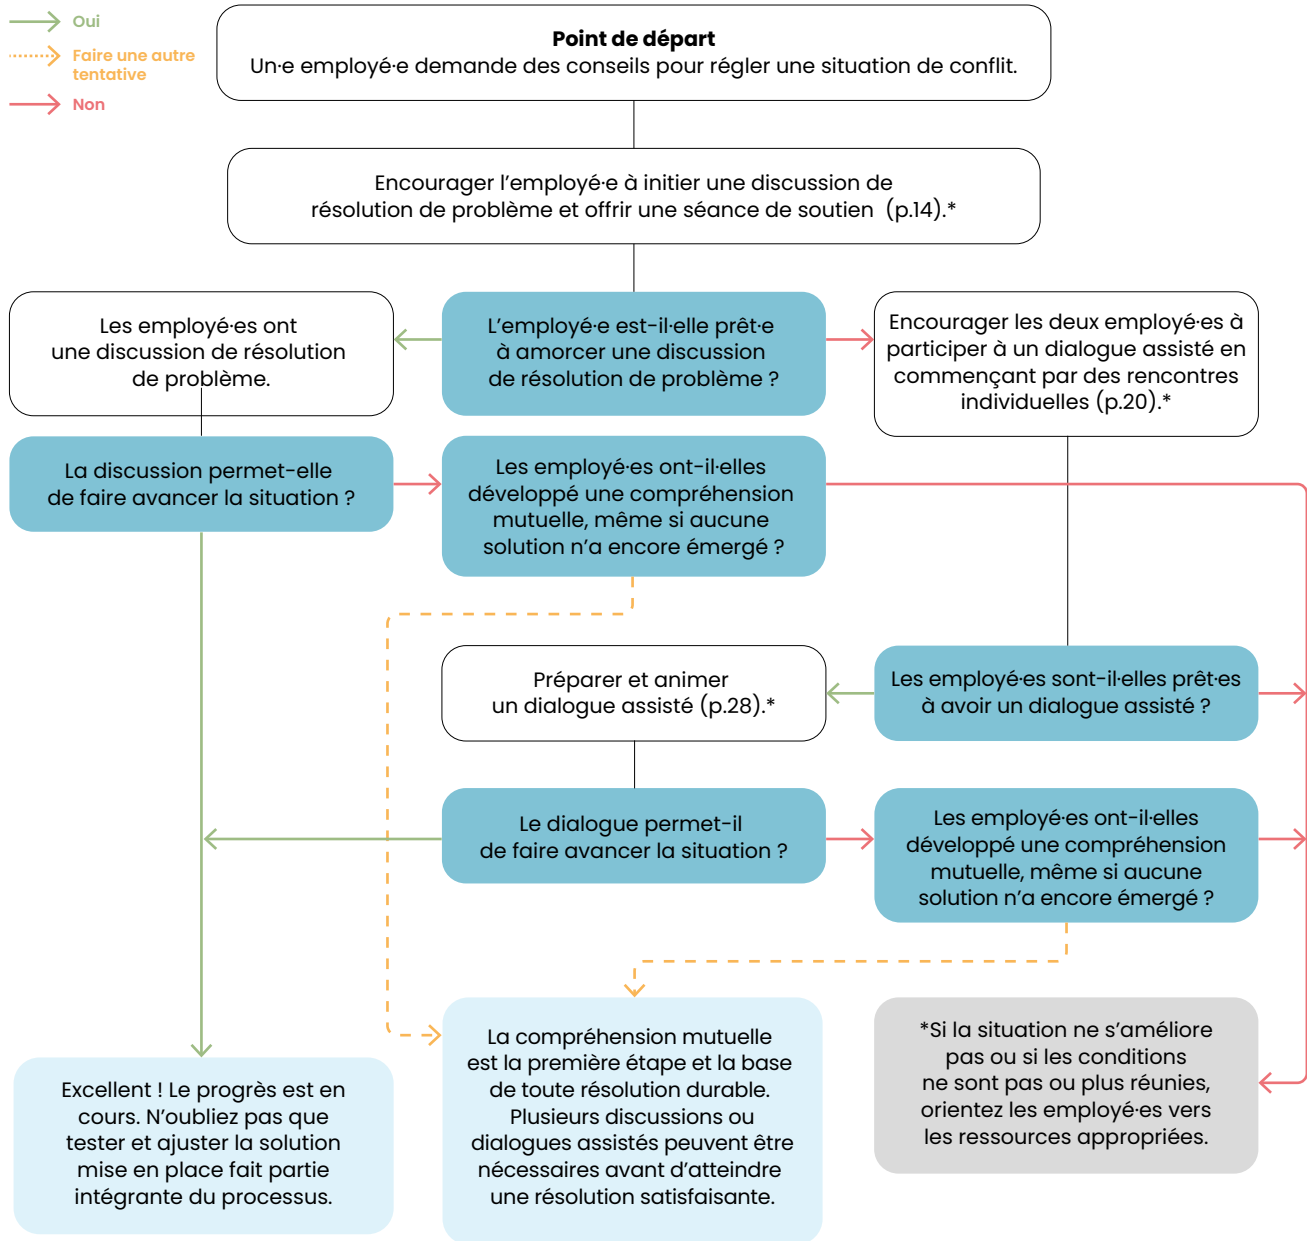 Oui
Faire une autre
tentative
Non
Point de départ
Un·e employé·e demande des conseils pour régler une situation de conflit.
Encourager l'employé·e à initier une discussion de
résolution de problème et offrir une séance de soutien (p.14).*
Les employé·es ont
une discussion de résolution
de problème.
L'employé·e est-il·elle prêt·e
à amorcer une discussion
de résolution de problème ?
Encourager les deux employé·es à
participer à un dialogue assisté en
commençant par des rencontres
individuelles (p.20).*
La discussion permet-elle
de faire avancer la situation ?
Les employé·es ont-il·elles
développé une compréhension
mutuelle, même si aucune
solution n'a encore émergé ?
Préparer et animer
un dialogue assisté (p.28).*
Les employé·es sont-il·elles prêt·es
à avoir un dialogue assisté ?
Le dialogue permet-il
de faire avancer la situation ?
Les employé·es ont-il·elles
développé une compréhension
mutuelle, même si aucune
solution n'a encore émergé ?
Excellent ! Le progrès est en
cours. N'oubliez pas que
tester et ajuster la solution
mise en place fait partie
intégrante du processus.
La compréhension mutuelle
est la première étape et la base
de toute résolution durable.
Plusieurs discussions ou
dialogues assistés peuvent être
nécessaires avant d'atteindre
une résolution satisfaisante.
*Si la situation ne s'améliore
pas ou si les conditions
ne sont pas ou plus réunies,
orientez les employé·es vers
les ressources appropriées.